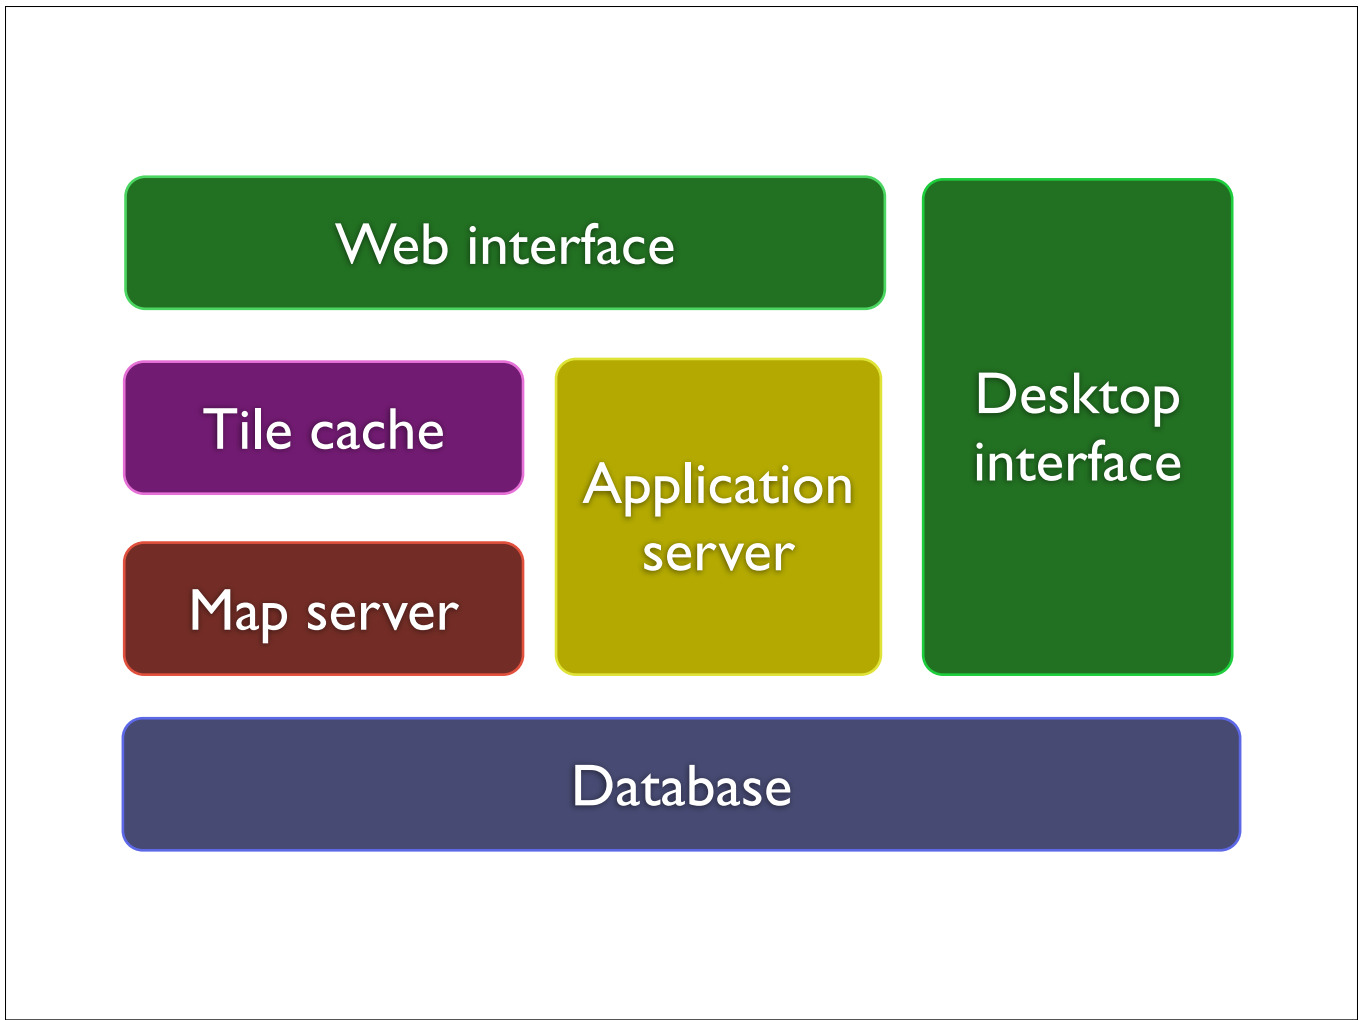 Web interface
Tile cache
Application
server
Desktop
interface
Map server
Database